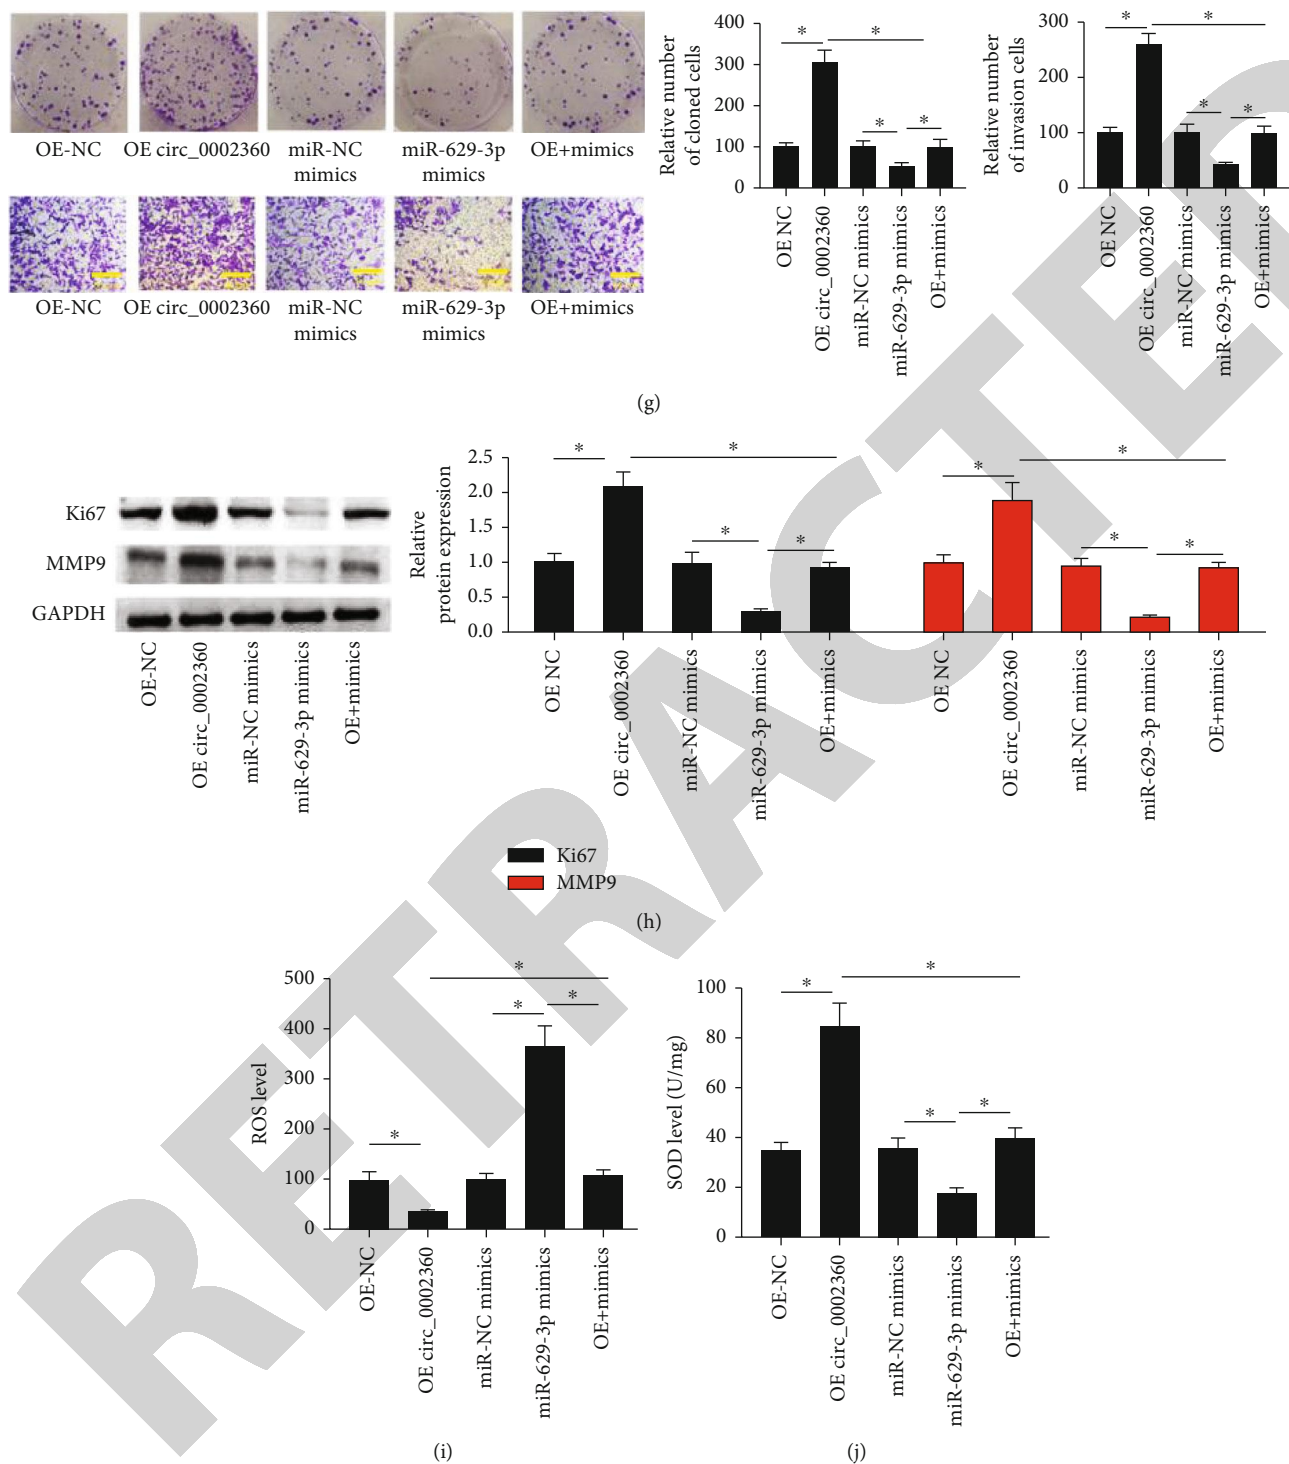 OE-NC
OE circ_0002360
miR-NC
mimics
miR-629-3p
mimics
OE+mimics
OE-NC
OE circ_0002360
miR-NC
mimics
miR-629-3p
mimics
OE+mimics
Relative number
of cloned cells
400
300
200
100
0
*
*
*
*
OE NC
OE circ_0002360
miR-NC mimics
miR-629-3p mimics
OE+mimics
Relative number
of invasion cells
300
200
100
0
*
*
*
*
OE NC
OE circ_0002360
miR-NC mimics
miR-629-3p mimics
OE+mimics
(g)
Ki67
MMP9
GAPDH
OE-NC
OE circ_0002360
miR-NC mimics
miR-629-3p mimics
OE+mimics
Relative
protein expression
2.5
2.0
1.5
1.0
0.5
0.0
*
*
*
*
*
*
*
*
OE NC
OE circ_0002360
miR-NC mimics
miR-629-3p mimics
OE+mimics
OE NC
OE circ_0002360
miR-NC mimics
miR-629-3p mimics
OE+mimics
Ki67
MMP9
(h)
ROS level
500
400
300
200
100
0
*
*
*
*
OE-NC
OE circ_0002360
miR-NC mimics
miR-629-3p mimics
OE+mimics
(i)
SOD level (U/mg)
100
80
60
40
20
0
*
*
*
*
OE-NC
OE circ_0002360
miR-NC mimics
miR-629-3p mimics
OE+mimics
(j)
RETRACTED